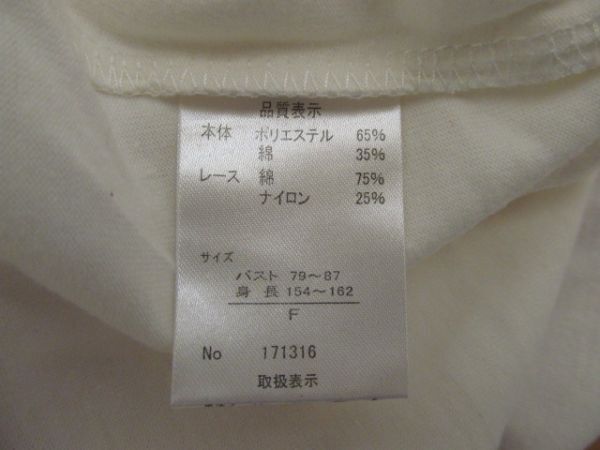 品質表示
本体 ポリエステル 65%
綿 35%
レース 綿 75%
ナイロン 25%
サイズ
バスト 79~87
身長 154~162
F
No 171316
取扱表示